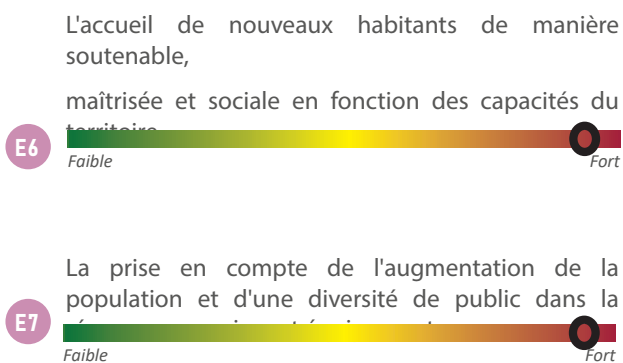 L'accueil de nouveaux habitants de manière
soutenable,
maîtrisée et sociale en fonction des capacités du
territoire
E6
Faible Fort
La prise en compte de l'augmentation de la
population et d'une diversité de public dans la
E7
Faible Fort